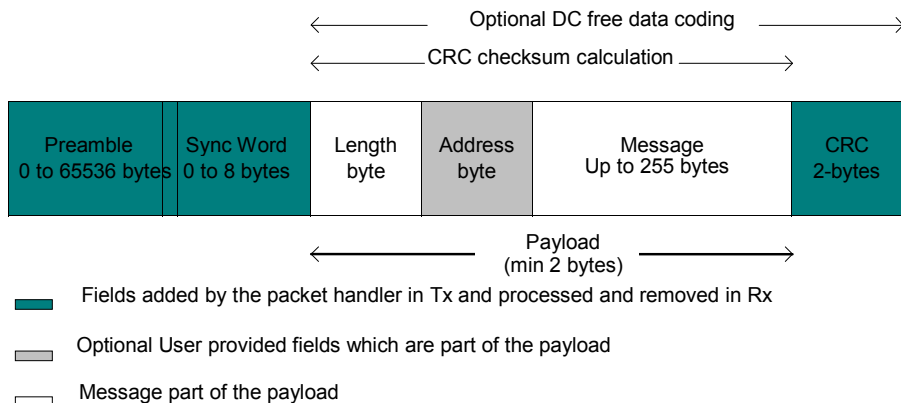 Optional DC free data coding
CRC checksum calculation
Preamble
0 to 65536 bytes
Sync Word
0 to 8 bytes
Length
byte
Address
byte
Message
Up to 255 bytes
CRC
2-bytes
Payload
(min 2 bytes)
Fields added by the packet handler in Tx and processed and removed in Rx
Optional User provided fields which are part of the payload
Message part of the payload